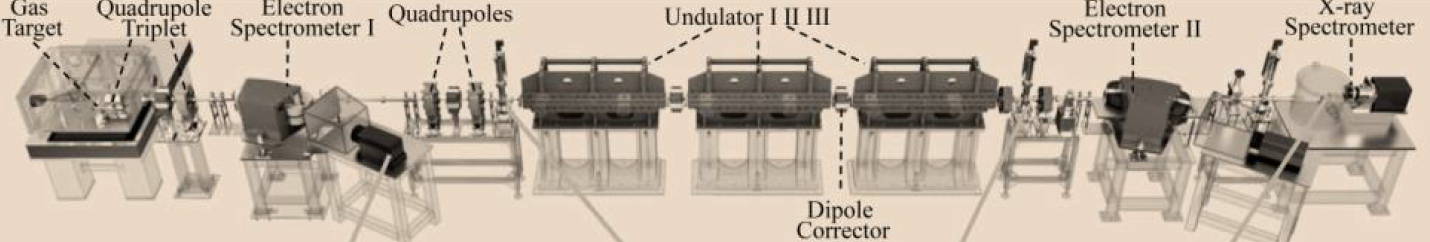 Gas
Target
Quadrupole
Triplet
Electron
Spectrometer I
Quadrupoles
Undulator I II III
Dipole
Corrector
Electron
Spectrometer II
X-ray
Spectrometer